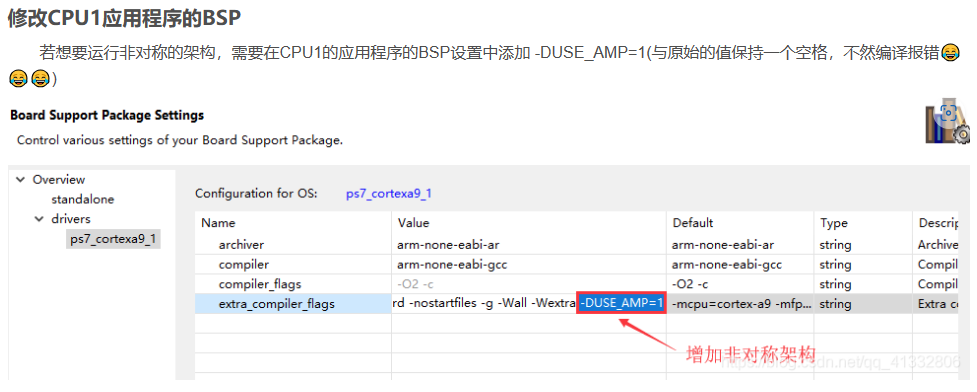 修改CPU1应用程序的BSP
若想要运行非对称的架构，需要在CPU1的应用程序的BSP设置中添加 -DUSE_AMP=1(与原始的值保持一个空格，不然编译报错😂
😂😂)
Board Support Package Settings
Control various settings of your Board Support Package.
Overview
standalone
drivers
ps7_cortexa9_1
Configuration for OS: ps7_cortexa9_1
Name Value Default Type Descrip
archiver arm-none-eabi-ar arm-none-eabi-ar string Archive
compiler arm-none-eabi-gcc arm-none-eabi-gcc string Compile
compiler_flags -O2 -c -O2 -c string Compile
extra_compiler_flags rd -nostartfiles -g -Wall -Wextra -DUSE_AMP=1 -mcpu=cortex-a9 -mfp... string Extra co
增加非对称架构
https://blog.csdn.net/qq_41332806